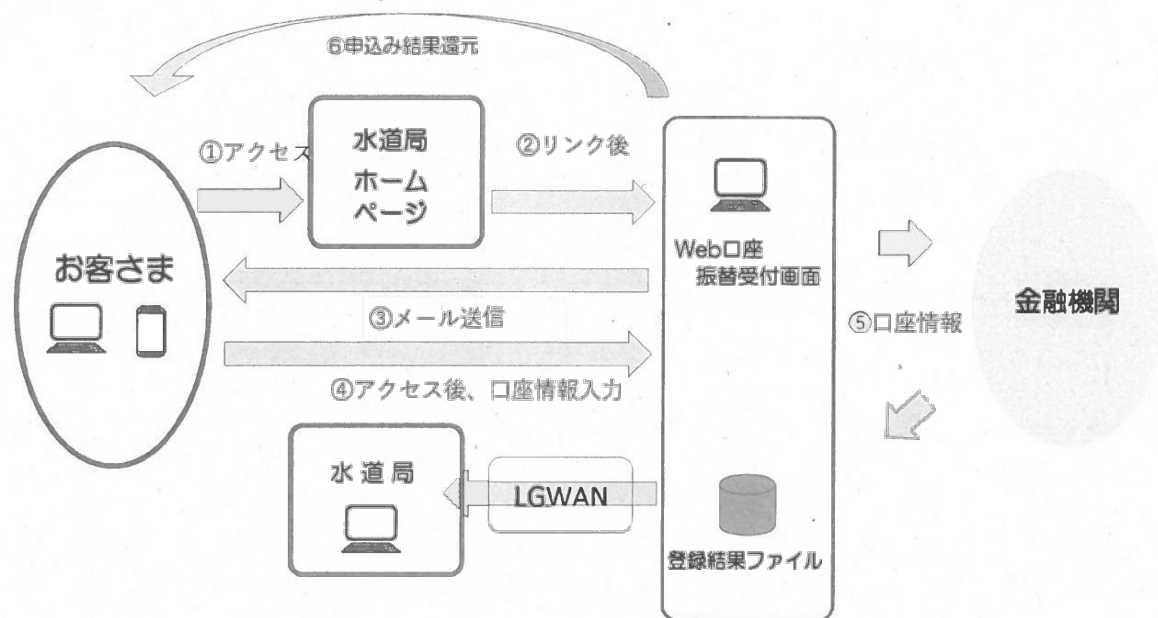 ⑥申込み結果還元
水道局
ホーム
ページ
①アクセス
②リンク後
お客さま
Web口座
振替受付画面
③メール送信
⑤口座情報
金融機関
④アクセス後、口座情報入力
水道局
LGWAN
登録結果ファイル